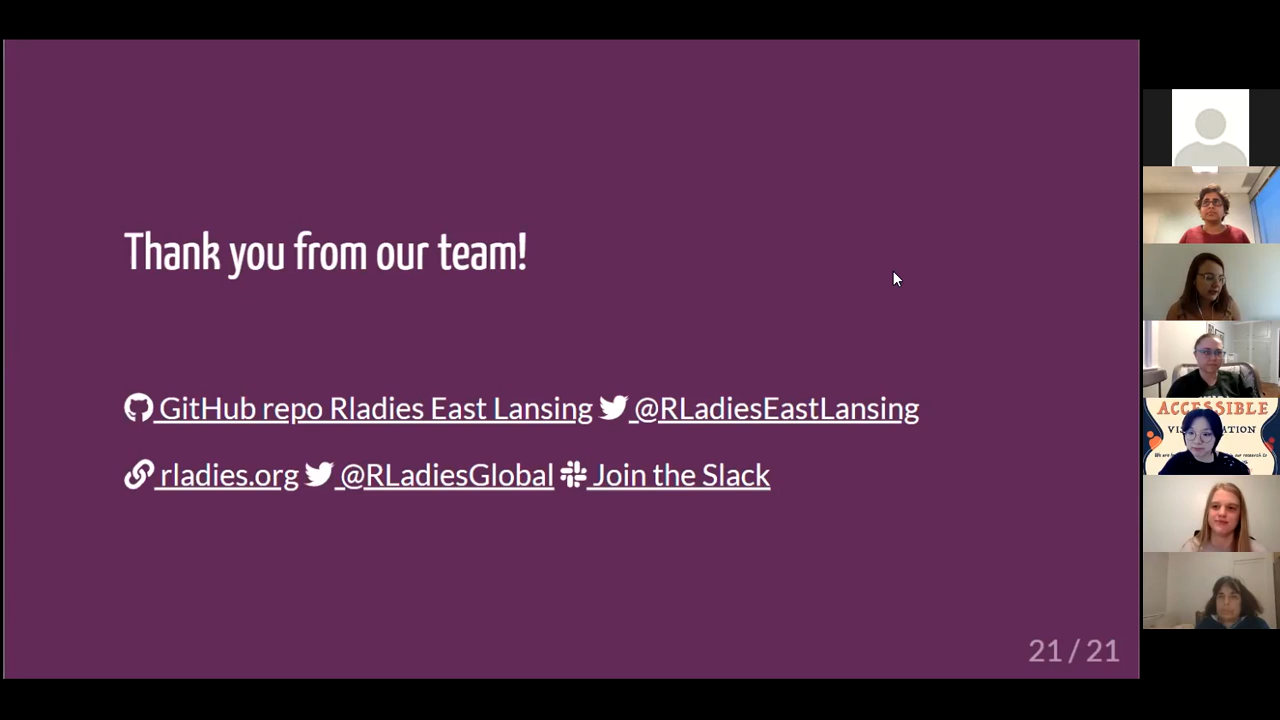 Thank you from our team!
GitHub repo Rladies East Lansing @RLadiesEastLansing
rladies.org @RLadiesGlobal Join the Slack
21 / 21
ACCESSIBLE